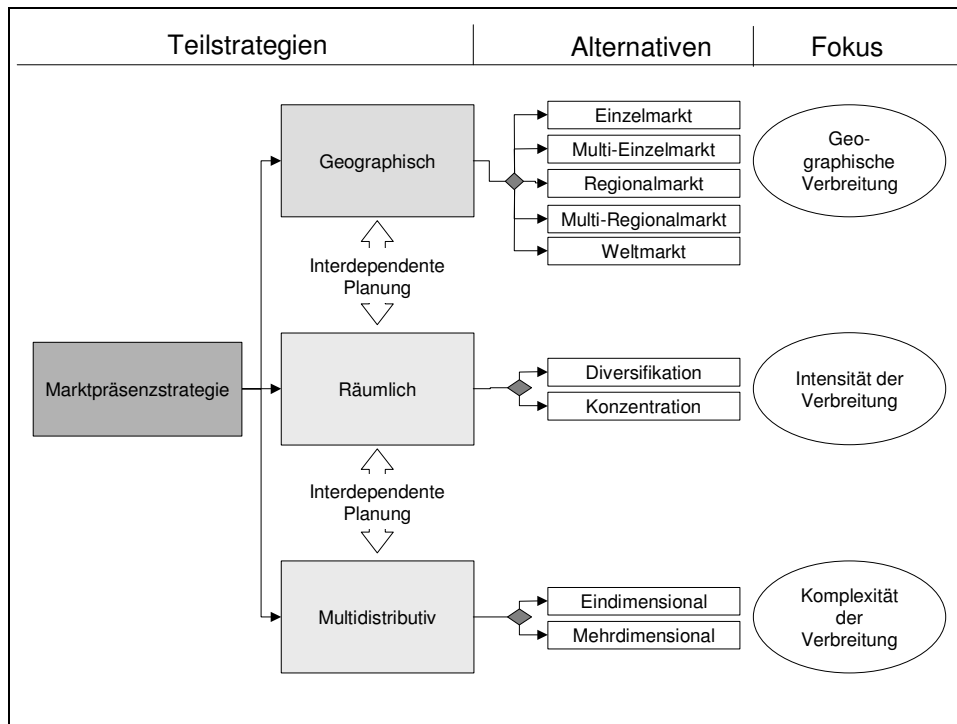 Teilstrategien
Alternativen
Fokus
Geographisch
Einzelmarkt
Multi-Einzelmarkt
Regionalmarkt
Multi-Regionalmarkt
Weltmarkt
Geo-
graphische
Verbreitung
Interdependente
Planung
Marktpräsenzstrategie
Räumlich
Diversifikation
Konzentration
Intensität der
Verbreitung
Interdependente
Planung
Multidistributiv
Eindimensional
Mehrdimensional
Komplexität
der
Verbreitung